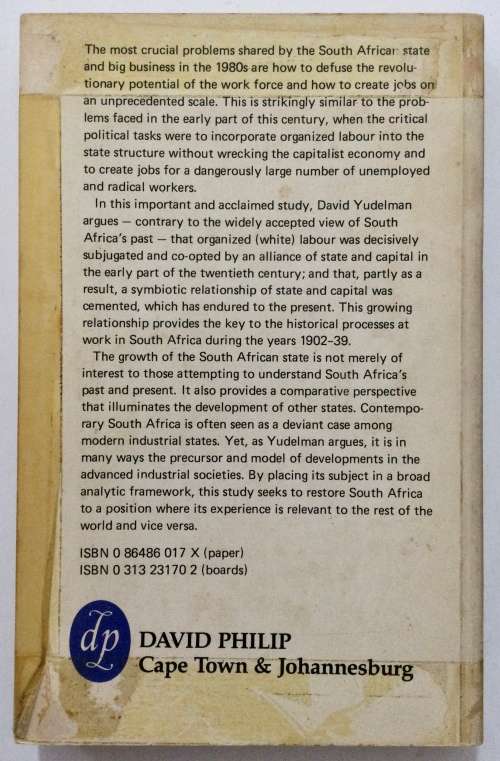 The most crucial problems shared by the South African state
and big business in the 1980s are how to defuse the revolu-
tionary potential of the work force and how to create jobs on
an unprecedented scale. This is strikingly similar to the prob-
lems faced in the early part of this century, when the critical
political tasks were to incorporate organized labour into the
state structure without wrecking the capitalist economy and
to create jobs for a dangerously large number of unemployed
and radical workers.
In this important and acclaimed study, David Yudelman
argues — contrary to the widely accepted view of South
Africa's past — that organized (white) labour was decisively
subjugated and co-opted by an alliance of state and capital in
the early part of the twentieth century; and that, partly as a
result, a symbiotic relationship of state and capital was
cemented, which has endured to the present. This growing
relationship provides the key to the historical processes at
work in South Africa during the years 1902–39.
The growth of the South African state is not merely of
interest to those attempting to understand South Africa's
past and present. It also provides a comparative perspective
that illuminates the development of other states. Contempo-
rary South Africa is often seen as a deviant case among
modern industrial states. Yet, as Yudelman argues, it is in
many ways the precursor and model of developments in the
advanced industrial societies. By placing its subject in a broad
analytic framework, this study seeks to restore South Africa
to a position where its experience is relevant to the rest of the
world and vice versa.
ISBN 0 86486 017 X (paper)
ISBN 0 313 23170 2 (boards)
dp
DAVID PHILIP
Cape Town & Johannesburg